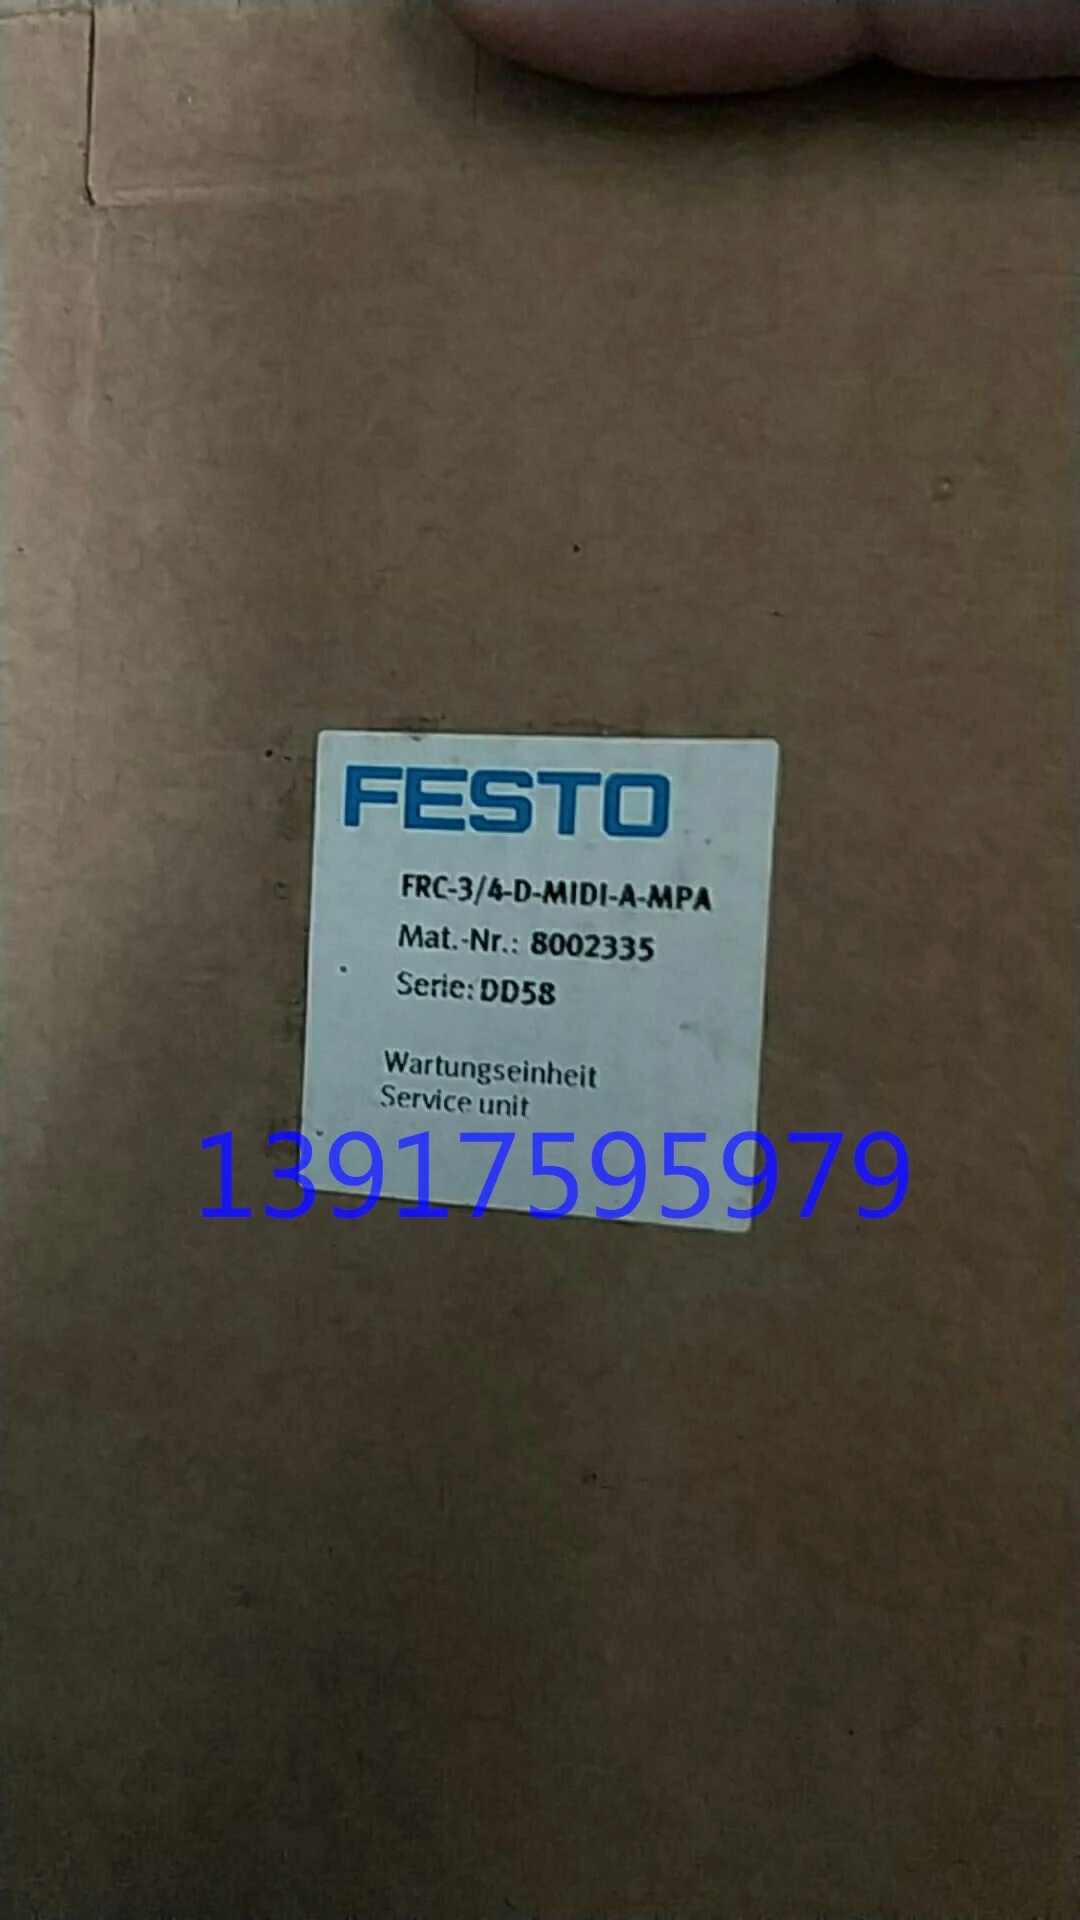 FESTO
FRC-3/4-D-MIDI-A-MPA
Mat.-Nr.: 8002335
Serie: DD58
Wartungseinheit
Service unit
13917595979